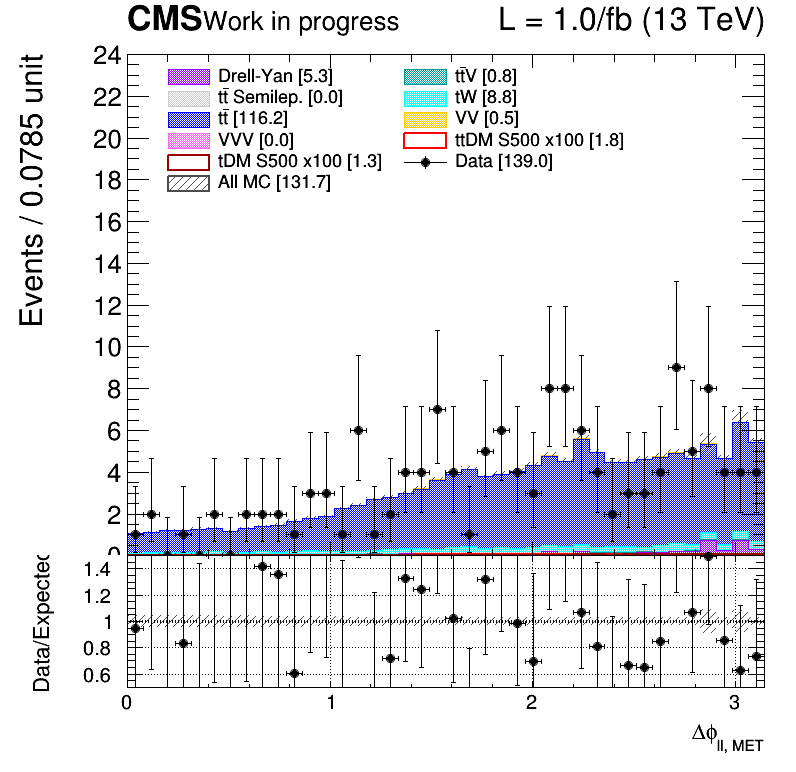 CMS Work in progress L = 1.0/fb (13 TeV)
Events / 0.0785 unit
24
22
20
18
16
14
12
10
8
6
4
2
0
Drell-Yan [5.3] tt̄V [0.8]
tt̄ Semilep. [0.0] tW [8.8]
tt̄ [116.2] VV [0.5]
VVV [0.0] ttDM S500 x100 [1.8]
tDM S500 x100 [1.3] Data [139.0]
All MC [131.7]
Data/Expected
1.4
1.2
1
0.8
0.6
0 1 2 3
Δϕll, MET